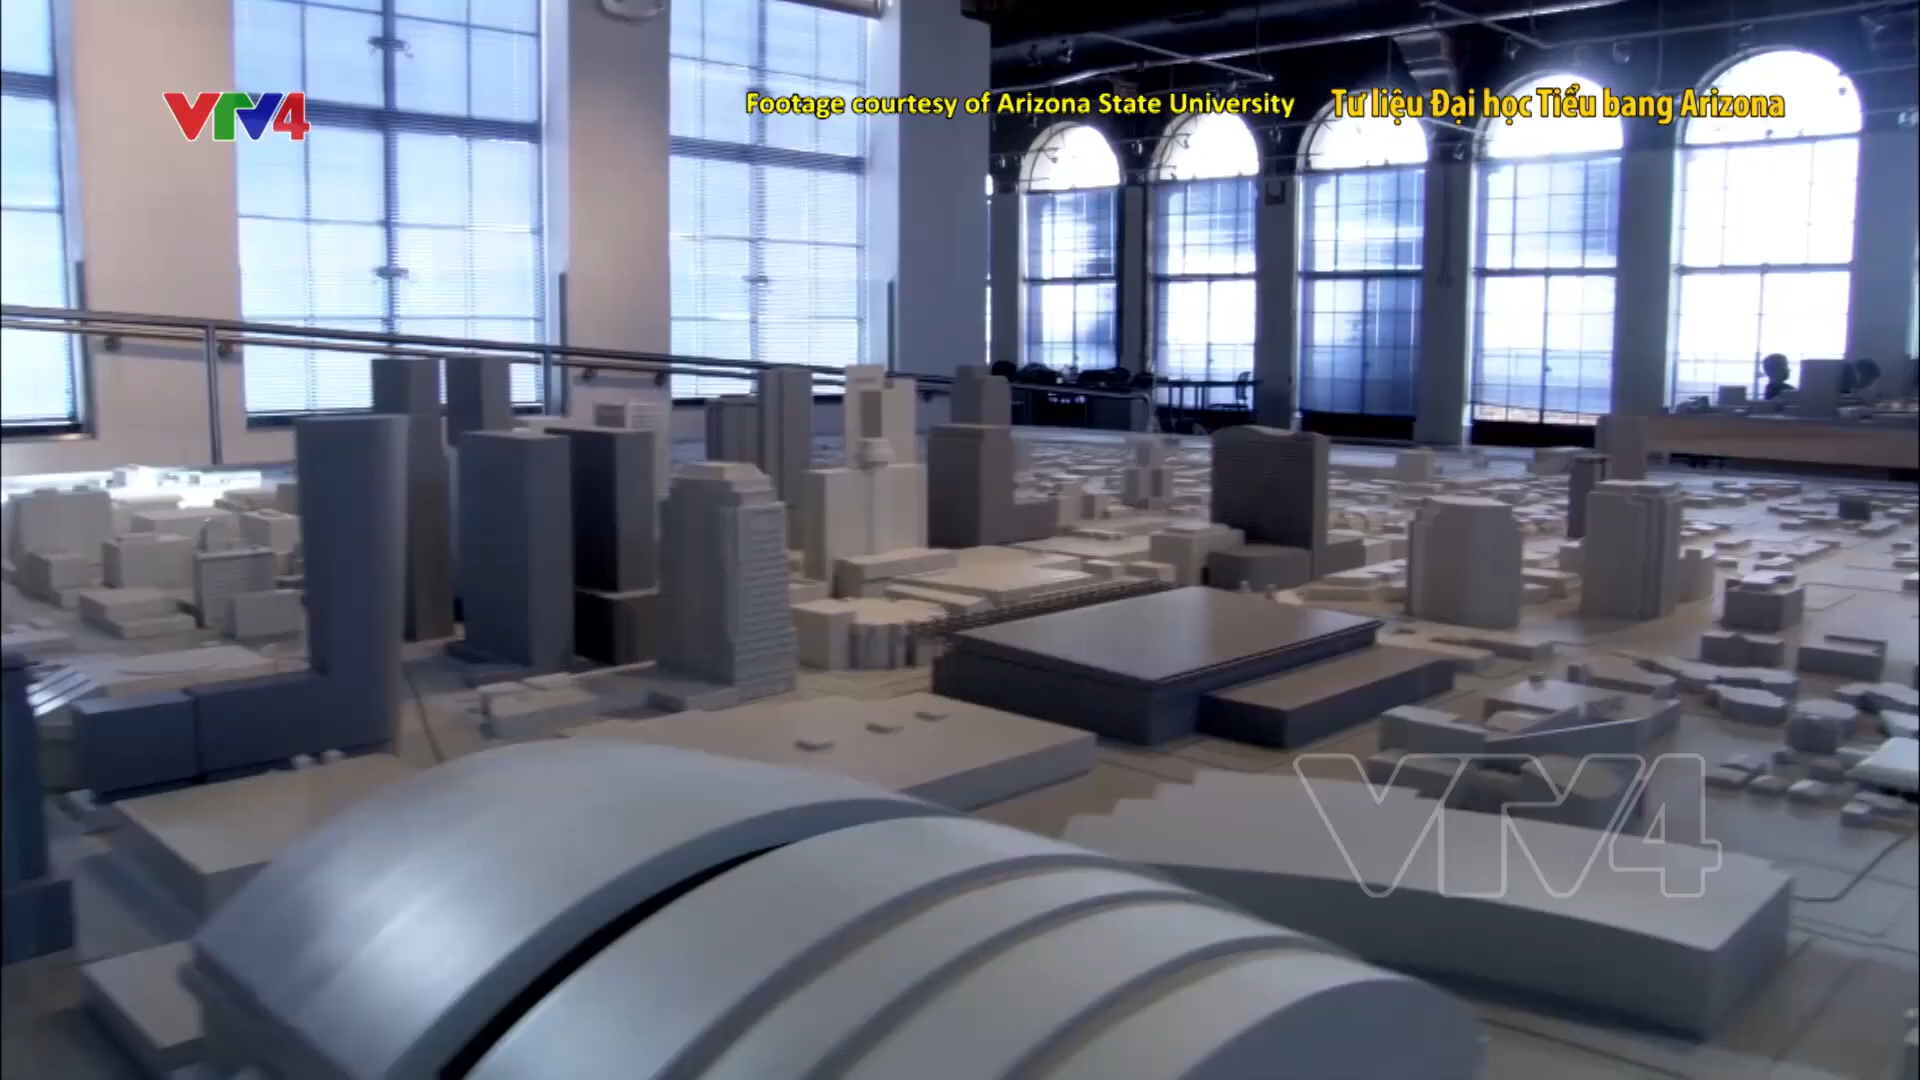 VTV4
Footage courtesy of Arizona State University
Tư liệu Đại học Tiểu bang Arizona
VTV4